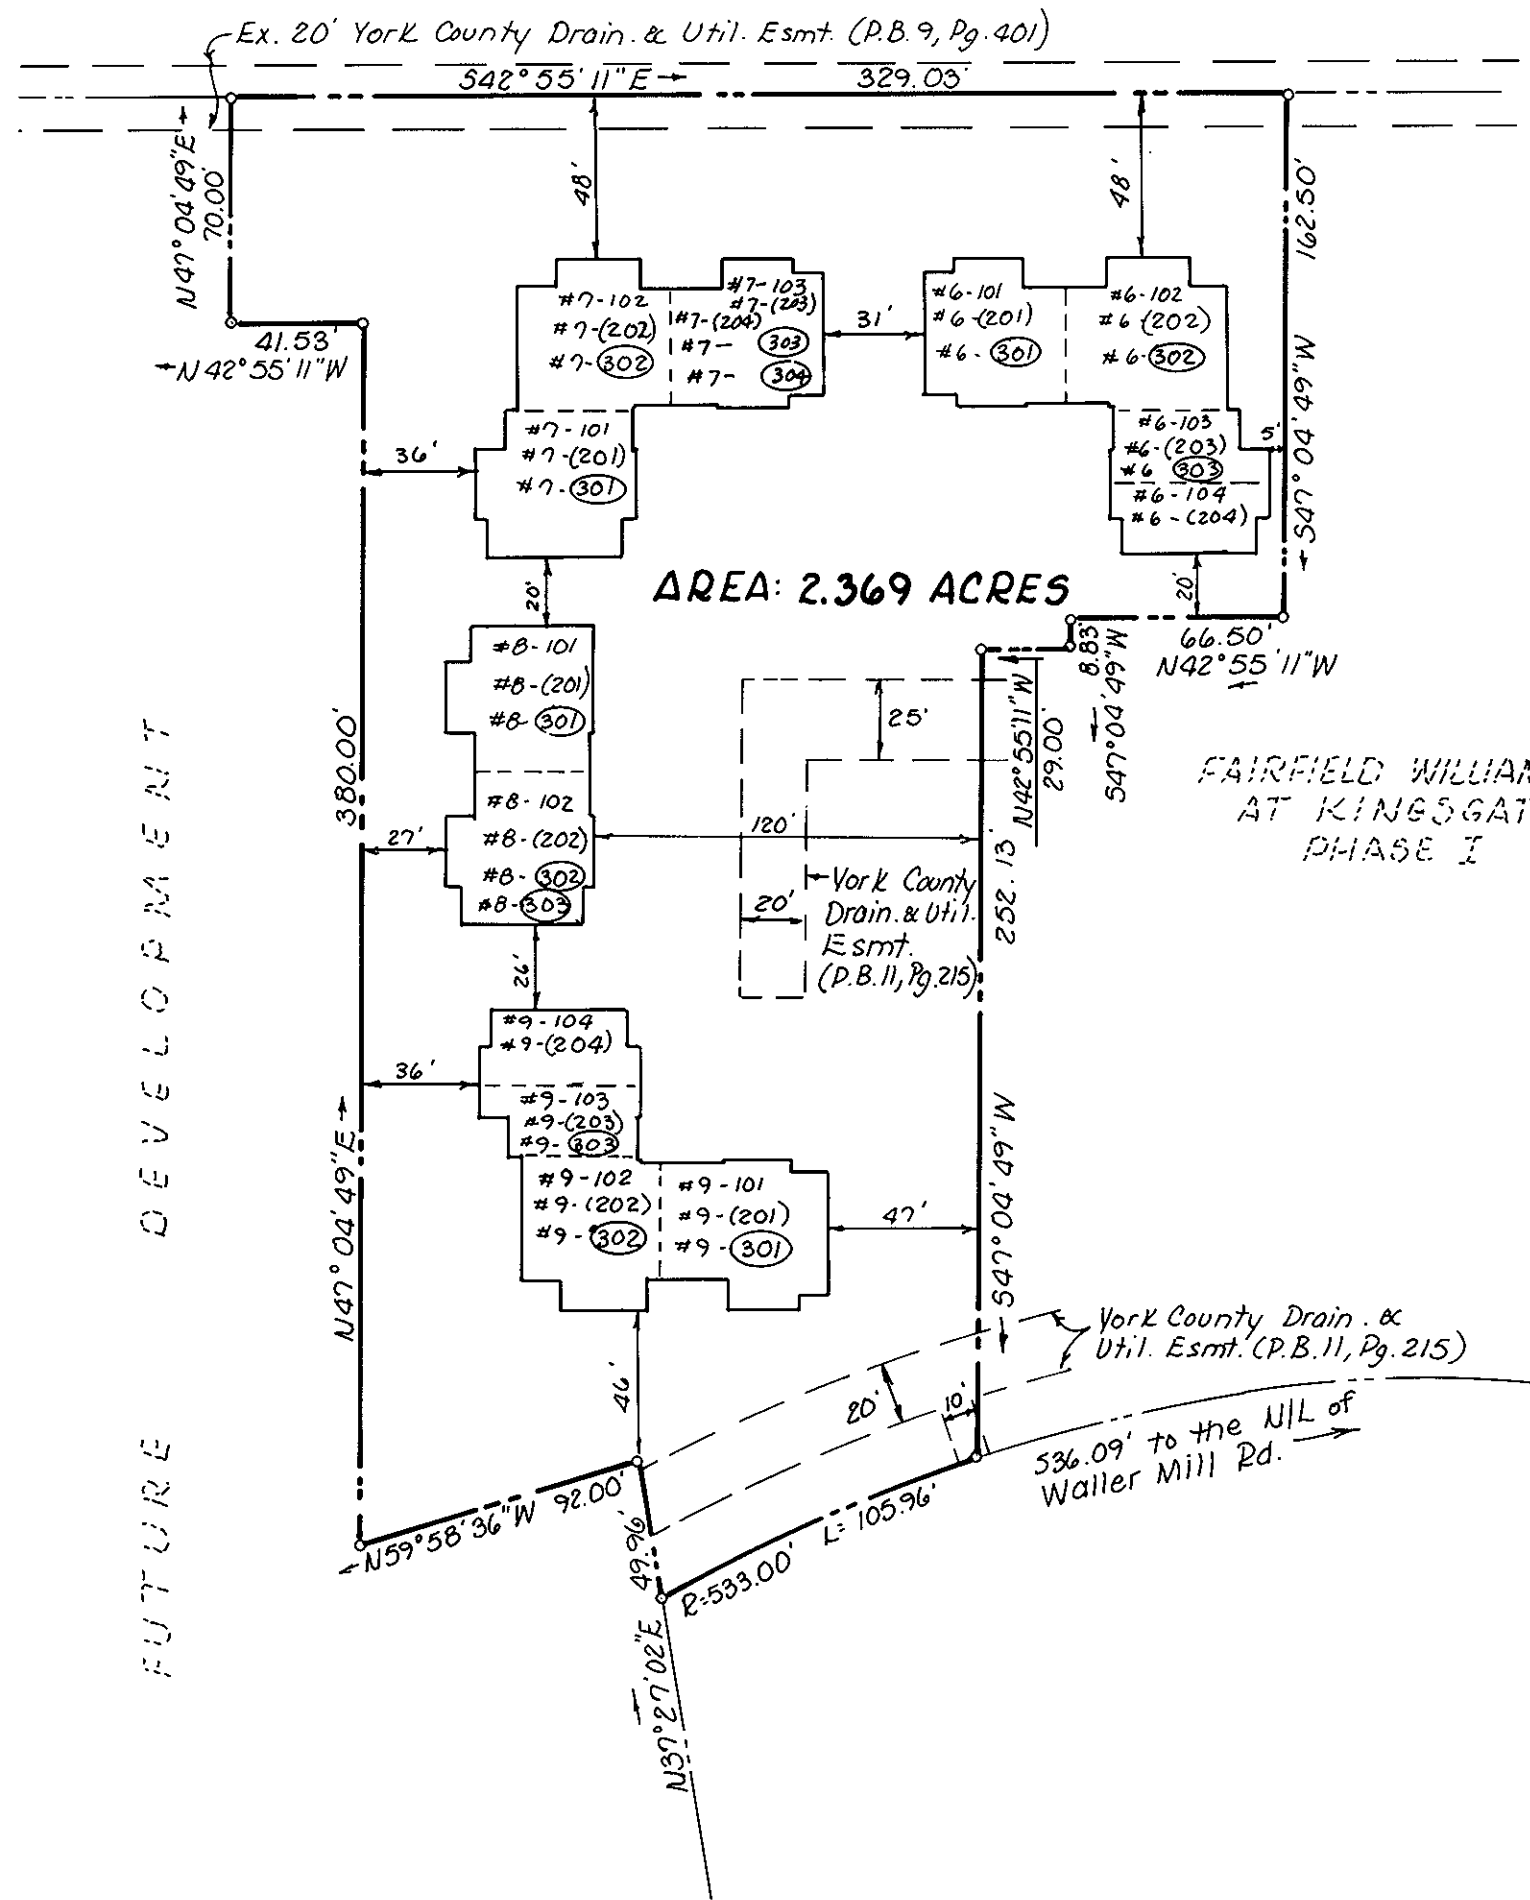 Ex. 20' York County Drain. & Util. Esmt. (P.B. 9, Pg. 401)
S42° 55' 11" E → 329.03'
N47° 04' 49" E →
70.00'
48'
48'
162.50'
S47° 04' 49" W →
41.53'
← N 42° 55' 11" W
#7-102
#7-(202)
#7-302
#7-103
#7-(203)
#7-(204)
#7- 303
#7- 304
31'
#6-101
#6-(201)
#6-301
#6-102
#6-(202)
#6-302
#7-101
#7-(201)
#7-301
36'
#6-103
#6-(203)
#6 303
#6-104
#6-(204)
5'
20'
20'
AREA: 2.369 ACRES
66.50'
N42° 55' 11" W
←
8.83'
S47° 04' 49" W
→
N42° 55' 11" W
29.00'
#8-101
#8-(201)
#8-301
#8-102
#8-(202)
#8-302
#8-303
25'
380.00'
27'
120'
20'
York County
Drain. & Util.
Esmt.
(P.B. 11, Pg. 215)
252.13'
FAIRFIELD WILLIAM
AT KINGSGAT
PHASE I
26'
#9-104
#9-(204)
#9-103
#9-(203)
#9-303
#9-102
#9-(202)
#9-302
#9-101
#9-(201)
#9-301
36'
47'
N47° 04' 49" E →
S47° 04' 49" W →
46'
York County Drain. &
Util. Esmt. (P.B. 11, Pg. 215)
20'
10'
536.09' to the N/L of
Waller Mill Rd. →
← N59° 58' 36" W 92.00'
49.96'
R=533.00' L=105.96'
N37° 27' 02" E
→
FUTURE DEVELOPMENT